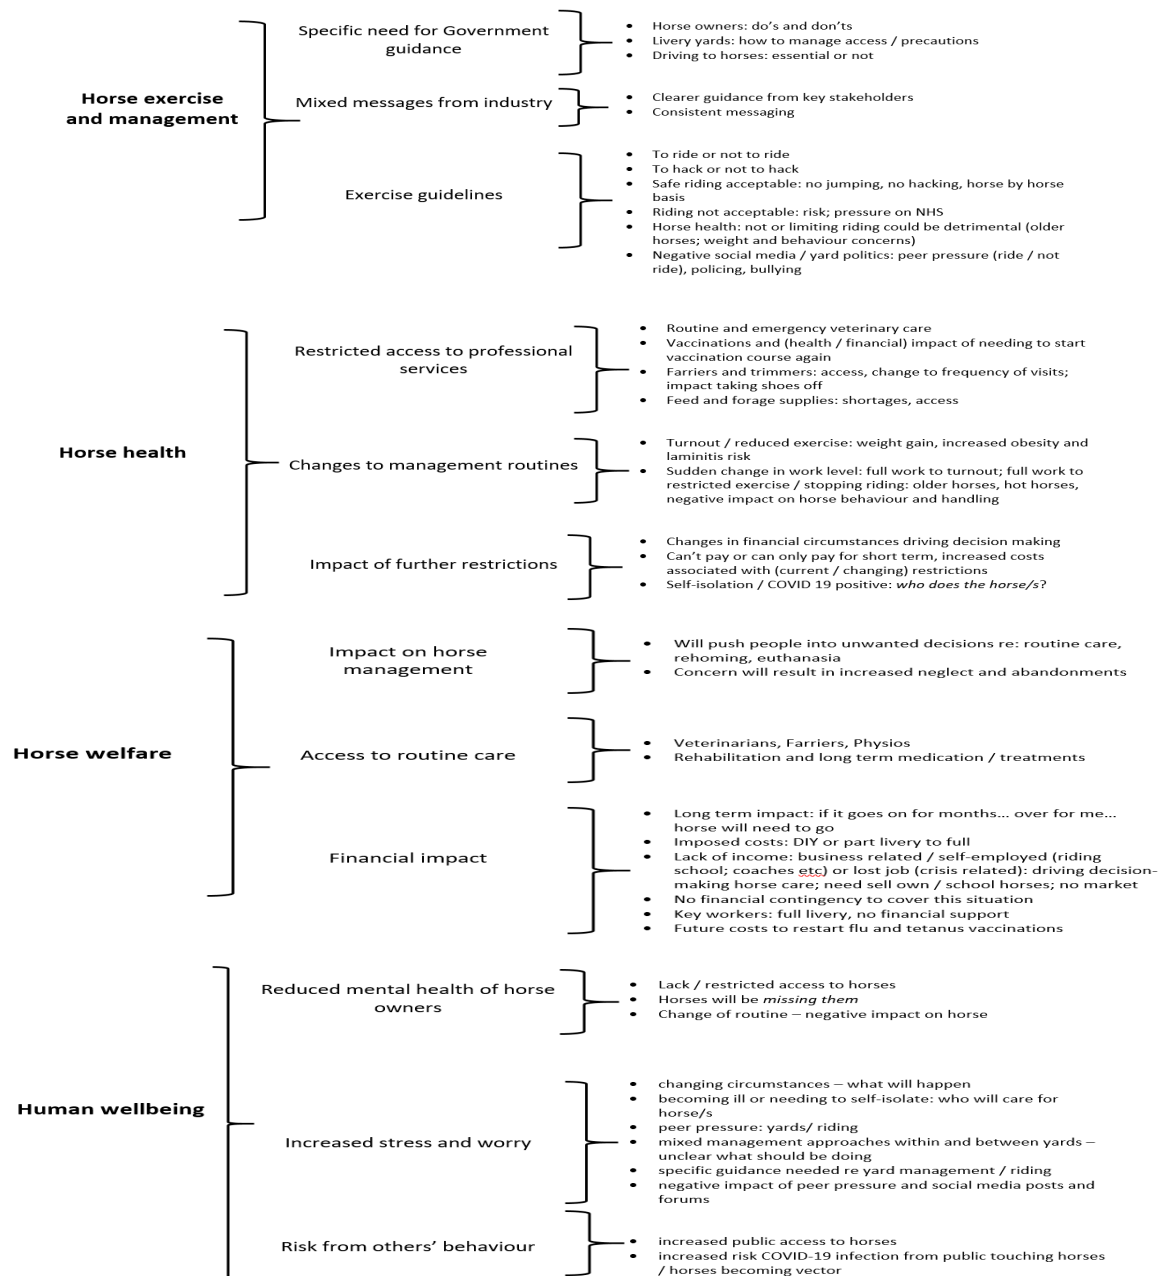 Horse exercise
and management
Specific need for Government
guidance
• Horse owners: do’s and don’ts
• Livery yards: how to manage access / precautions
• Driving to horses: essential or not
Mixed messages from industry
• Clearer guidance from key stakeholders
• Consistent messaging
Exercise guidelines
• To ride or not to ride
• To hack or not to hack
• Safe riding acceptable: no jumping, no hacking, horse by horse
basis
• Riding not acceptable: risk; pressure on NHS
• Horse health: not or limiting riding could be detrimental (older
horses; weight and behaviour concerns)
• Negative social media / yard politics: peer pressure (ride / not
ride), policing, bullying
Horse health
Restricted access to professional
services
• Routine and emergency veterinary care
• Vaccinations and (health / financial) impact of needing to start
vaccination course again
• Farriers and trimmers: access, change to frequency of visits;
impact taking shoes off
• Feed and forage supplies: shortages, access
Changes to management routines
• Turnout / reduced exercise: weight gain, increased obesity and
laminitis risk
• Sudden change in work level: full work to turnout; full work to
restricted exercise / stopping riding: older horses, hot horses,
negative impact on horse behaviour and handling
Impact of further restrictions
• Changes in financial circumstances driving decision making
• Can’t pay or can only pay for short term, increased costs
associated with (current / changing) restrictions
• Self-isolation / COVID 19 positive: who does the horse/s?
Horse welfare
Impact on horse
management
• Will push people into unwanted decisions re: routine care,
rehoming, euthanasia
• Concern will result in increased neglect and abandonments
Access to routine care
• Veterinarians, Farriers, Physios
• Rehabilitation and long term medication / treatments
Financial impact
• Long term impact: if it goes on for months... over for me...
horse will need to go
• Imposed costs: DIY or part livery to full
• Lack of income: business related / self-employed (riding
school; coaches etc) or lost job (crisis related): driving decision-
making horse care; need sell own / school horses; no market
• No financial contingency to cover this situation
• Key workers: full livery, no financial support
• Future costs to restart flu and tetanus vaccinations
Human wellbeing
Reduced mental health of horse
owners
• Lack / restricted access to horses
• Horses will be missing them
• Change of routine – negative impact on horse
Increased stress and worry
• changing circumstances – what will happen
• becoming ill or needing to self-isolate: who will care for
horse/s
• peer pressure: yards/ riding
• mixed management approaches within and between yards –
unclear what should be doing
• specific guidance needed re yard management / riding
• negative impact of peer pressure and social media posts and
forums
Risk from others’ behaviour
• increased public access to horses
• increased risk COVID-19 infection from public touching horses
/ horses becoming vector